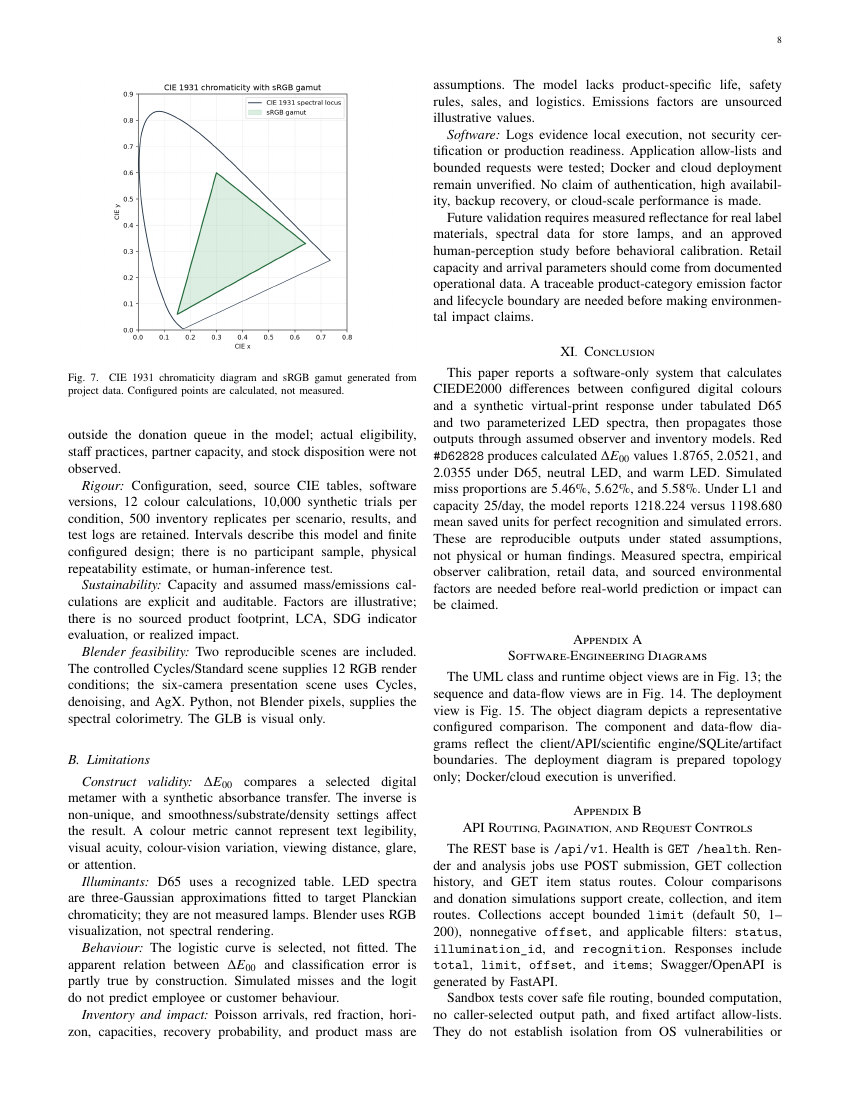 8
CIE 1931 chromaticity with sRGB gamut
CIE 1931 spectral locus
sRGB gamut
0.9
0.8
0.7
0.6
0.5
0.4
0.3
0.2
0.1
0.0
CIE y
0.0 0.1 0.2 0.3 0.4 0.5 0.6 0.7 0.8
CIE x
Fig. 7. CIE 1931 chromaticity diagram and sRGB gamut generated from
project data. Configured points are calculated, not measured.
outside the donation queue in the model; actual eligibility,
staff practices, partner capacity, and stock disposition were not
observed.
Rigour: Configuration, seed, source CIE tables, software
versions, 12 colour calculations, 10,000 synthetic trials per
condition, 500 inventory replicates per scenario, results, and
test logs are retained. Intervals describe this model and finite
configured design; there is no participant sample, physical
repeatability estimate, or human-inference test.
Sustainability: Capacity and assumed mass/emissions cal-
culations are explicit and auditable. Factors are illustrative;
there is no sourced product footprint, LCA, SDG indicator
evaluation, or realized impact.
Blender feasibility: Two reproducible scenes are included.
The controlled Cycles/Standard scene supplies 12 RGB render
conditions; the six-camera presentation scene uses Cycles,
denoising, and AgX. Python, not Blender pixels, supplies the
spectral colorimetry. The GLB is visual only.
B. Limitations
Construct validity: ΔE00 compares a selected digital
metamer with a synthetic absorbance transfer. The inverse is
non-unique, and smoothness/substrate/density settings affect
the result. A colour metric cannot represent text legibility,
visual acuity, colour-vision variation, viewing distance, glare,
or attention.
Illuminants: D65 uses a recognized table. LED spectra
are three-Gaussian approximations fitted to target Planckian
chromaticity; they are not measured lamps. Blender uses RGB
visualization, not spectral rendering.
Behaviour: The logistic curve is selected, not fitted. The
apparent relation between ΔE00 and classification error is
partly true by construction. Simulated misses and the logit
do not predict employee or customer behaviour.
Inventory and impact: Poisson arrivals, red fraction, hori-
zon, capacities, recovery probability, and product mass are
assumptions. The model lacks product-specific life, safety
rules, sales, and logistics. Emissions factors are unsourced
illustrative values.
Software: Logs evidence local execution, not security cer-
tification or production readiness. Application allow-lists and
bounded requests were tested; Docker and cloud deployment
remain unverified. No claim of authentication, high availabil-
ity, backup recovery, or cloud-scale performance is made.
Future validation requires measured reflectance for real label
materials, spectral data for store lamps, and an approved
human-perception study before behavioral calibration. Retail
capacity and arrival parameters should come from documented
operational data. A traceable product-category emission factor
and lifecycle boundary are needed before making environmen-
tal impact claims.
XI. Conclusion
This paper reports a software-only system that calculates
CIEDE2000 differences between configured digital colours
and a synthetic virtual-print response under tabulated D65
and two parameterized LED spectra, then propagates those
outputs through assumed observer and inventory models. Red
#D62828 produces calculated ΔE00 values 1.8765, 2.0521, and
2.0355 under D65, neutral LED, and warm LED. Simulated
miss proportions are 5.46%, 5.62%, and 5.58%. Under L1 and
capacity 25/day, the model reports 1218.224 versus 1198.680
mean saved units for perfect recognition and simulated errors.
These are reproducible outputs under stated assumptions,
not physical or human findings. Measured spectra, empirical
observer calibration, retail data, and sourced environmental
factors are needed before real-world prediction or impact can
be claimed.
Appendix A
Software-Engineering Diagrams
The UML class and runtime object views are in Fig. 13; the
sequence and data-flow views are in Fig. 14. The deployment
view is Fig. 15. The object diagram depicts a representative
configured comparison. The component and data-flow dia-
grams reflect the client/API/scientific engine/SQLite/artifact
boundaries. The deployment diagram is prepared topology
only; Docker/cloud execution is unverified.
Appendix B
API Routing, Pagination, and Request Controls
The REST base is /api/v1. Health is GET /health. Ren-
der and analysis jobs use POST submission, GET collection
history, and GET item status routes. Colour comparisons
and donation simulations support create, collection, and item
routes. Collections accept bounded limit (default 50, 1–
200), nonnegative offset, and applicable filters: status,
illumination_id, and recognition. Responses include
total, limit, offset, and items; Swagger/OpenAPI is
generated by FastAPI.
Sandbox tests cover safe file routing, bounded computation,
no caller-selected output path, and fixed artifact allow-lists.
They do not establish isolation from OS vulnerabilities or